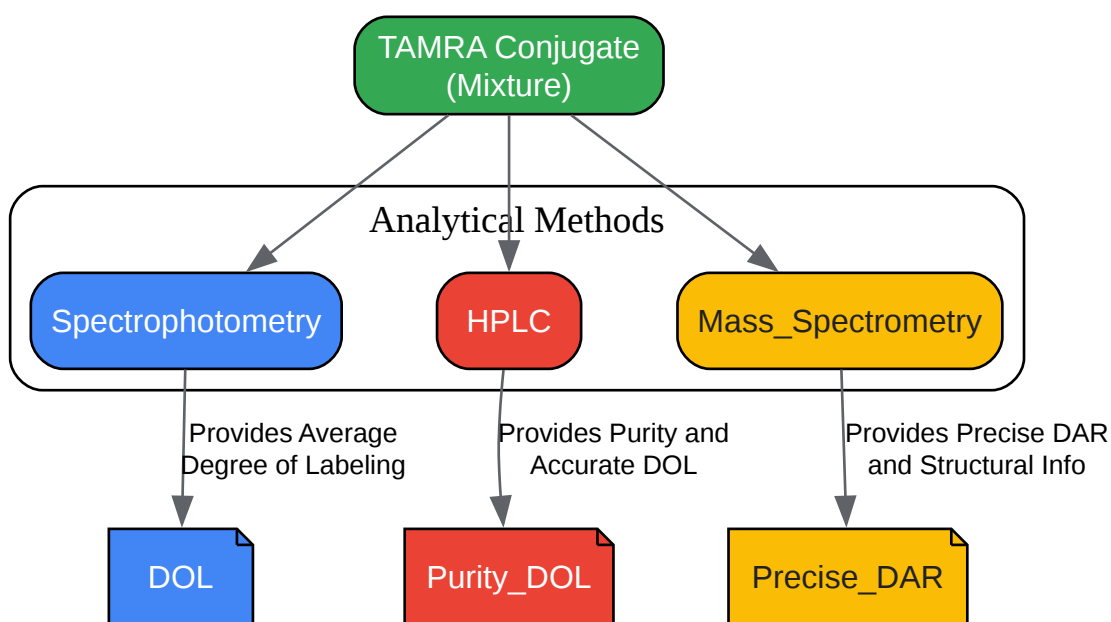 TAMRA Conjugate
(Mixture)
Analytical Methods
Spectrophotometry
HPLC
Mass_Spectrometry
Provides Average
Degree of Labeling
Provides Purity and
Accurate DOL
Provides Precise DAR
and Structural Info
DOL
Purity_DOL
Precise_DAR